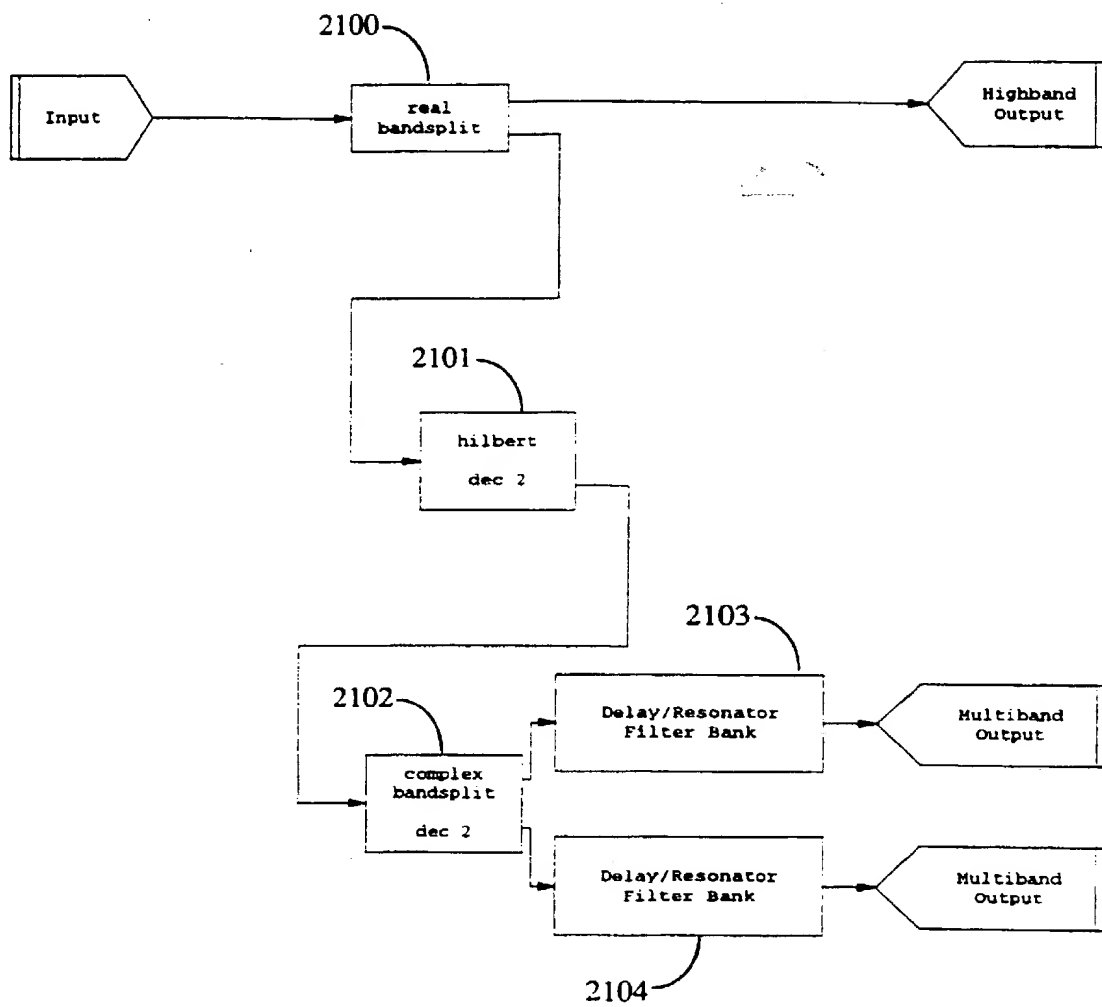 2100
Input
real
bandsplit
Highband
Output
2101
hilbert
dec 2
2103
2102
Delay/Resonator
Filter Bank
Multiband
Output
complex
bandsplit
dec 2
Delay/Resonator
Filter Bank
Multiband
Output
2104